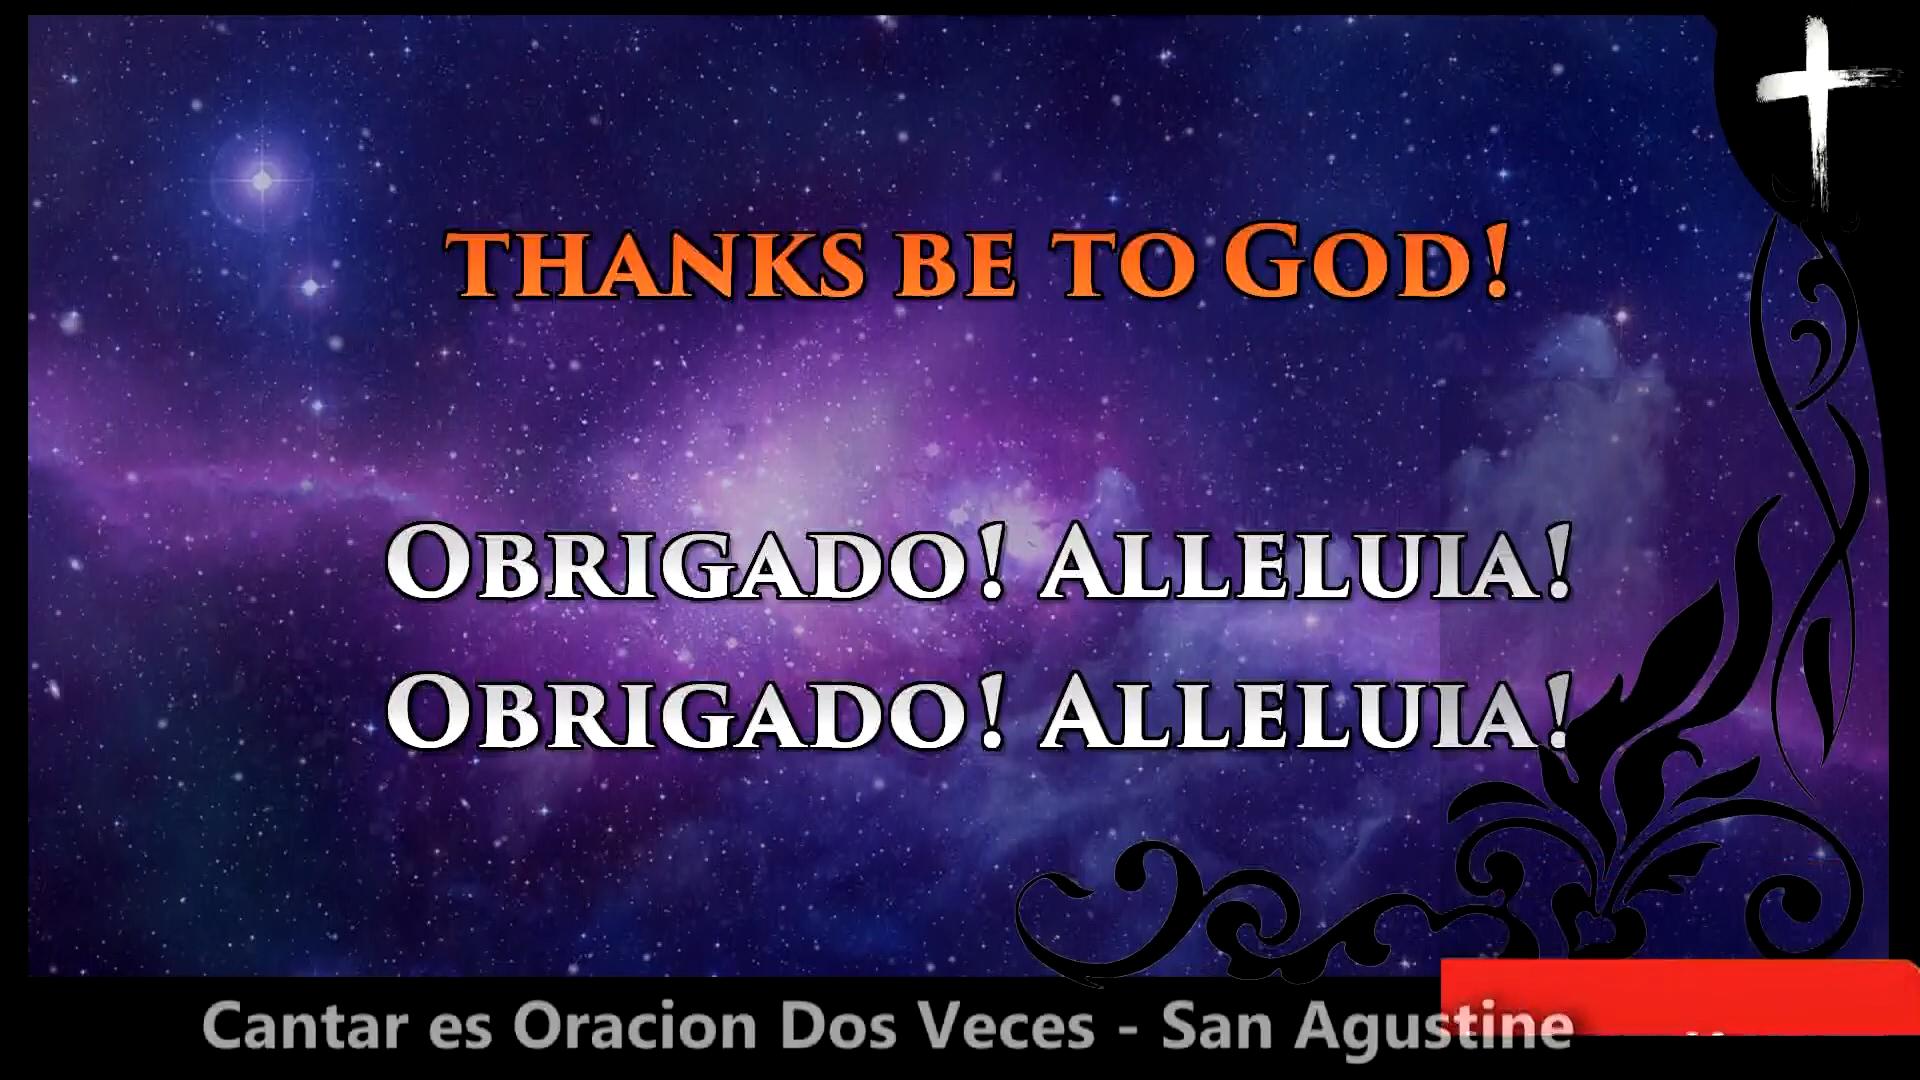 THANKS BE TO GOD!
OBRIGADO! ALLELUIA!
OBRIGADO! ALLELUIA!
Cantar es Oracion Dos Veces - San Agustine